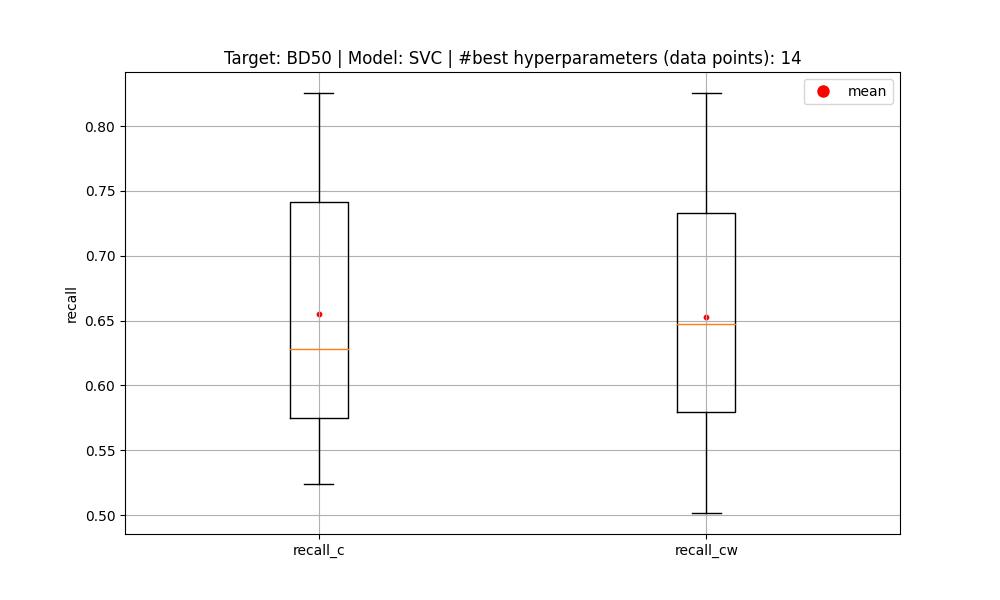 Target: BD50 | Model: SVC | #best hyperparameters (data points): 14
mean
0.80
0.75
0.70
0.65
0.60
0.55
0.50
recall
recall_c
recall_cw